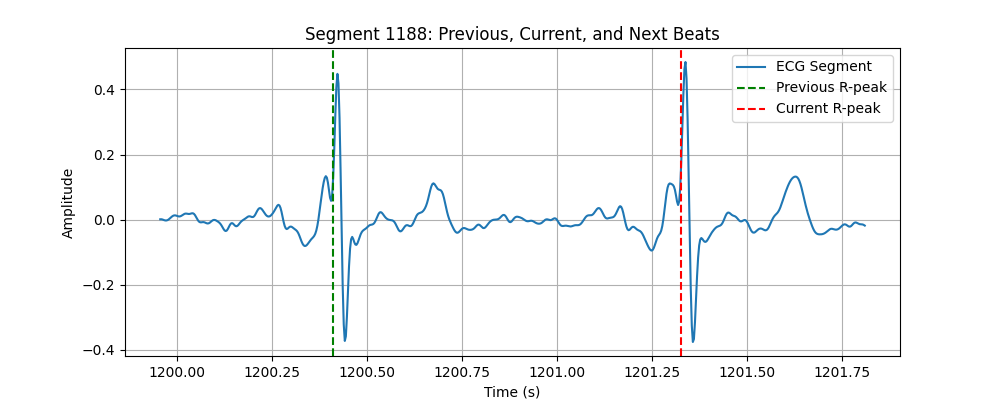 Segment 1188: Previous, Current, and Next Beats
ECG Segment
Previous R-peak
Current R-peak
Amplitude
0.4
0.2
0.0
−0.2
−0.4
1200.00 1200.25 1200.50 1200.75 1201.00 1201.25 1201.50 1201.75
Time (s)